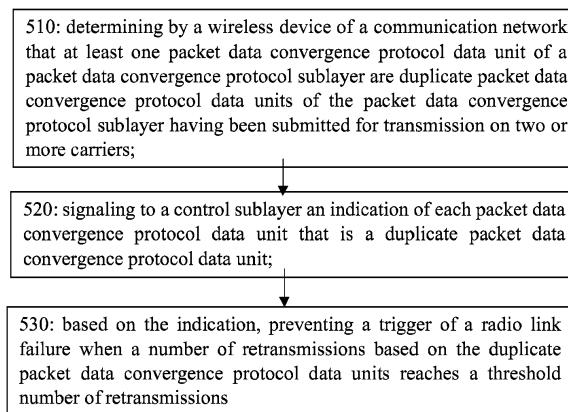 510: determining by a wireless device of a communication network
that at least one packet data convergence protocol data unit of a
packet data convergence protocol sublayer are duplicate packet data
convergence protocol data units of the packet data convergence
protocol sublayer having been submitted for transmission on two or
more carriers;
520: signaling to a control sublayer an indication of each packet data
convergence protocol data unit that is a duplicate packet data
convergence protocol data unit;
530: based on the indication, preventing a trigger of a radio link
failure when a number of retransmissions based on the duplicate
packet data convergence protocol data units reaches a threshold
number of retransmissions